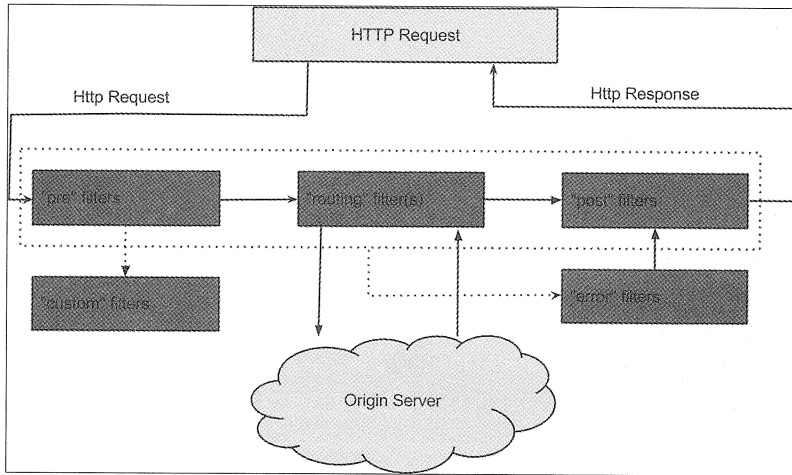 HTTP Request
Http Request
Http Response
"pre" filters
"routing" filter(s)
"post" filters
"custom" filters
"error" filters
Origin Server